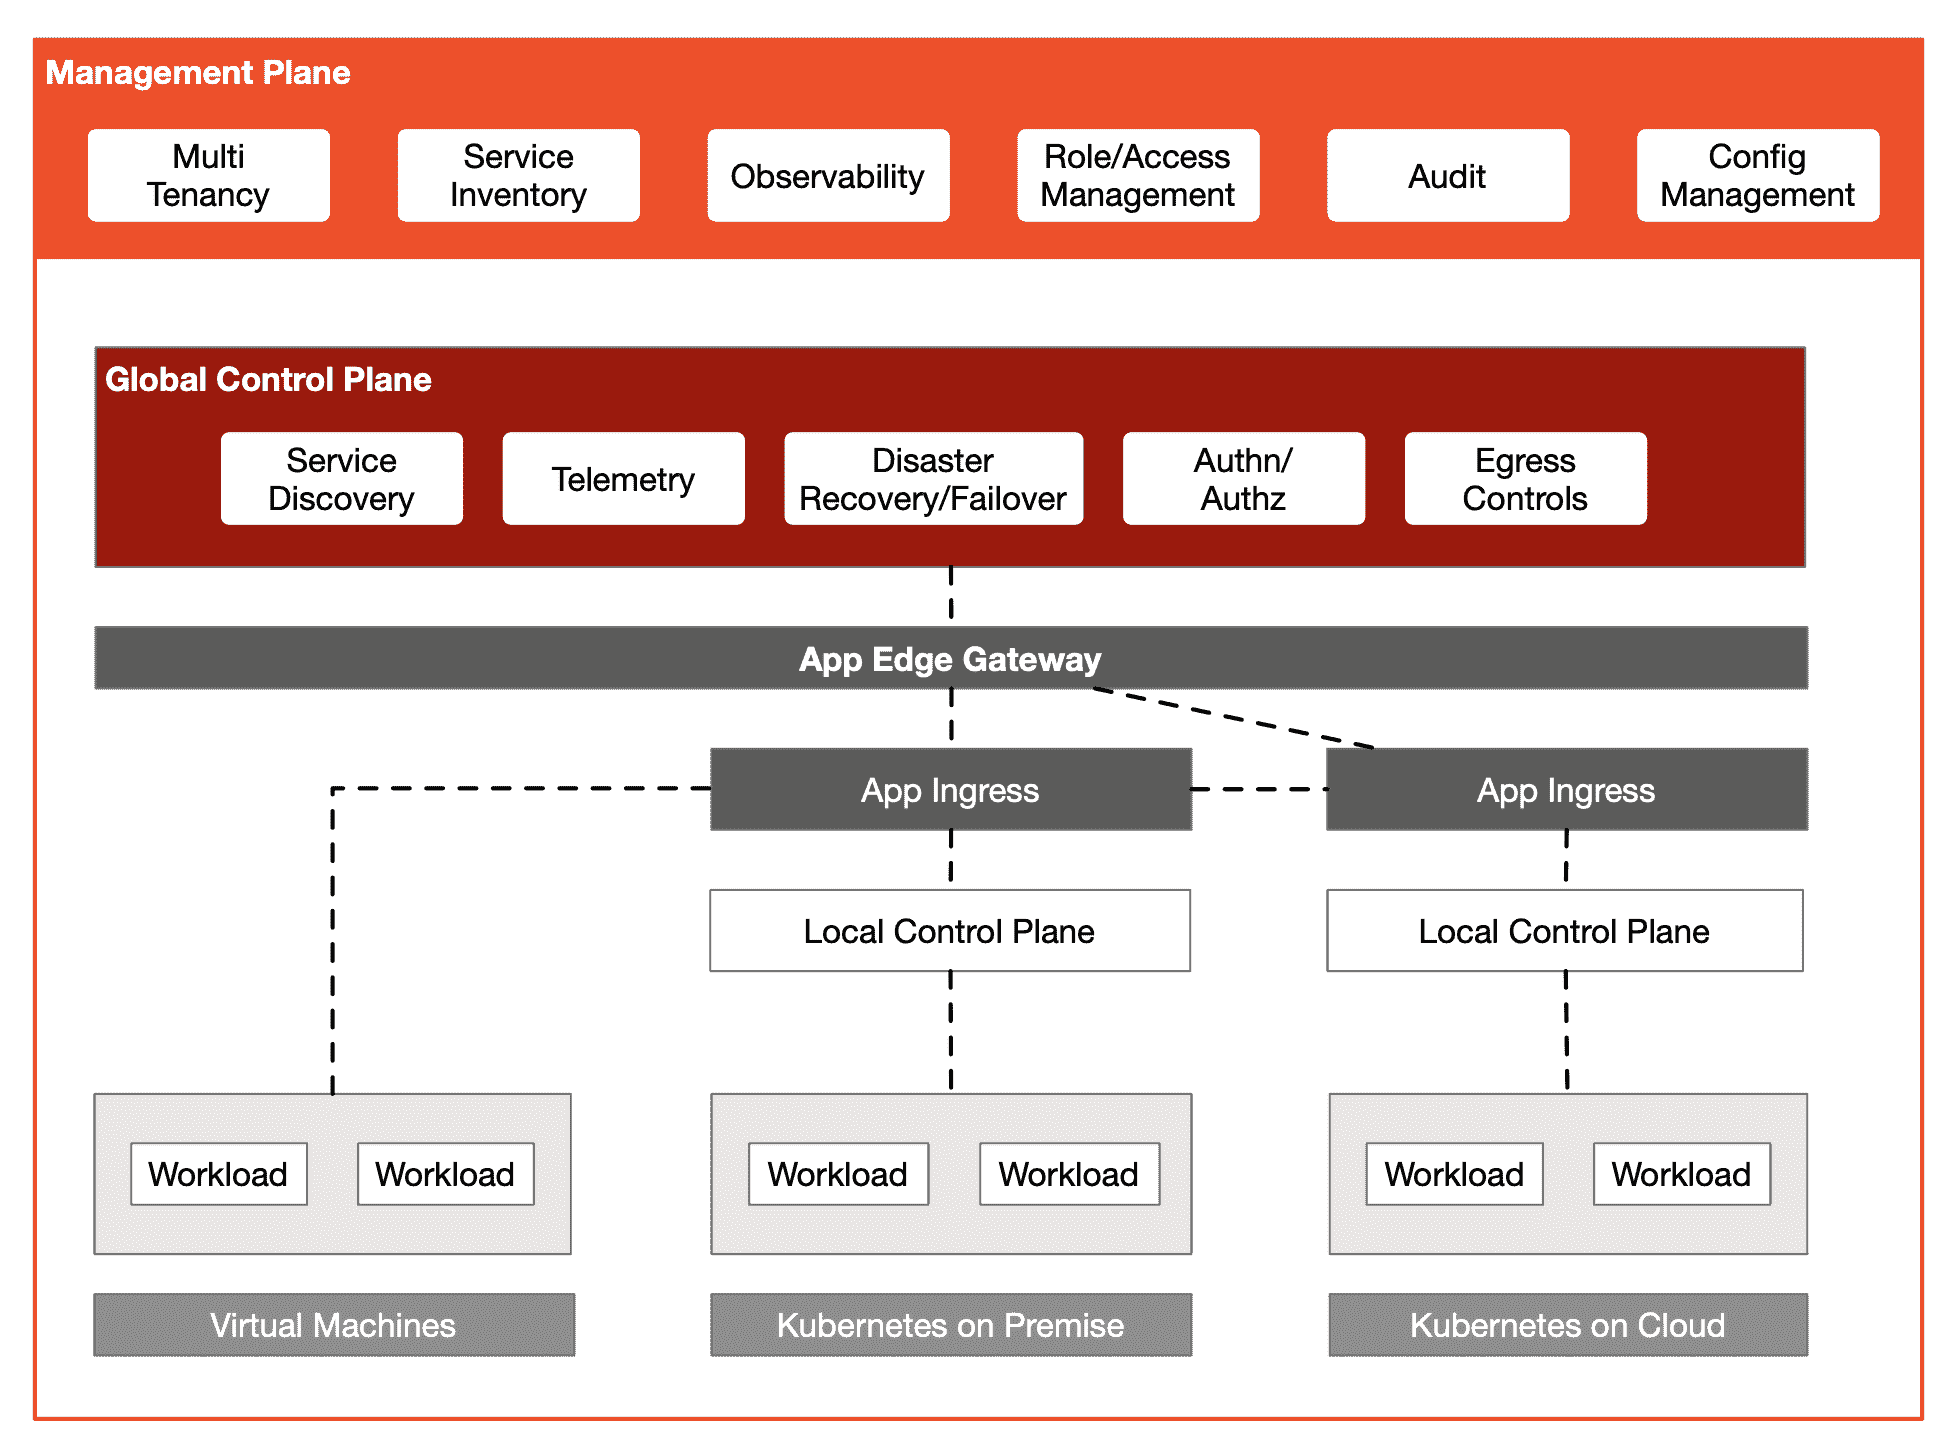 Management Plane
Multi
Tenancy
Service
Inventory
Observability
Role/Access
Management
Audit
Config
Management
Global Control Plane
Service
Discovery
Telemetry
Disaster
Recovery/Failover
Authn/
Authz
Egress
Controls
App Edge Gateway
App Ingress
App Ingress
Local Control Plane
Local Control Plane
Workload
Workload
Workload
Workload
Workload
Workload
Virtual Machines
Kubernetes on Premise
Kubernetes on Cloud